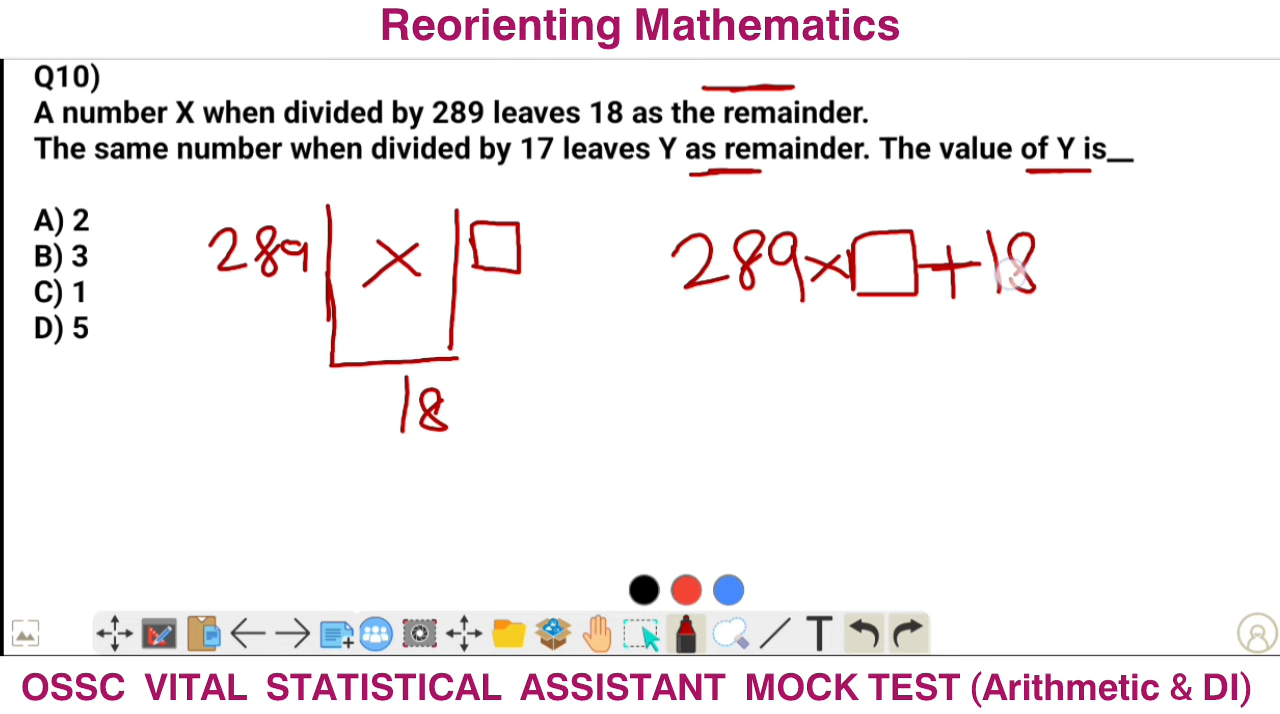 Reorienting Mathematics
Q10)
A number X when divided by 289 leaves 18 as the remainder.
The same number when divided by 17 leaves Y as remainder. The value of Y is__
A) 2
B) 3
C) 1
D) 5
289 X □
18
289 × □ + 18
T
OSSC VITAL STATISTICAL ASSISTANT MOCK TEST (Arithmetic & DI)